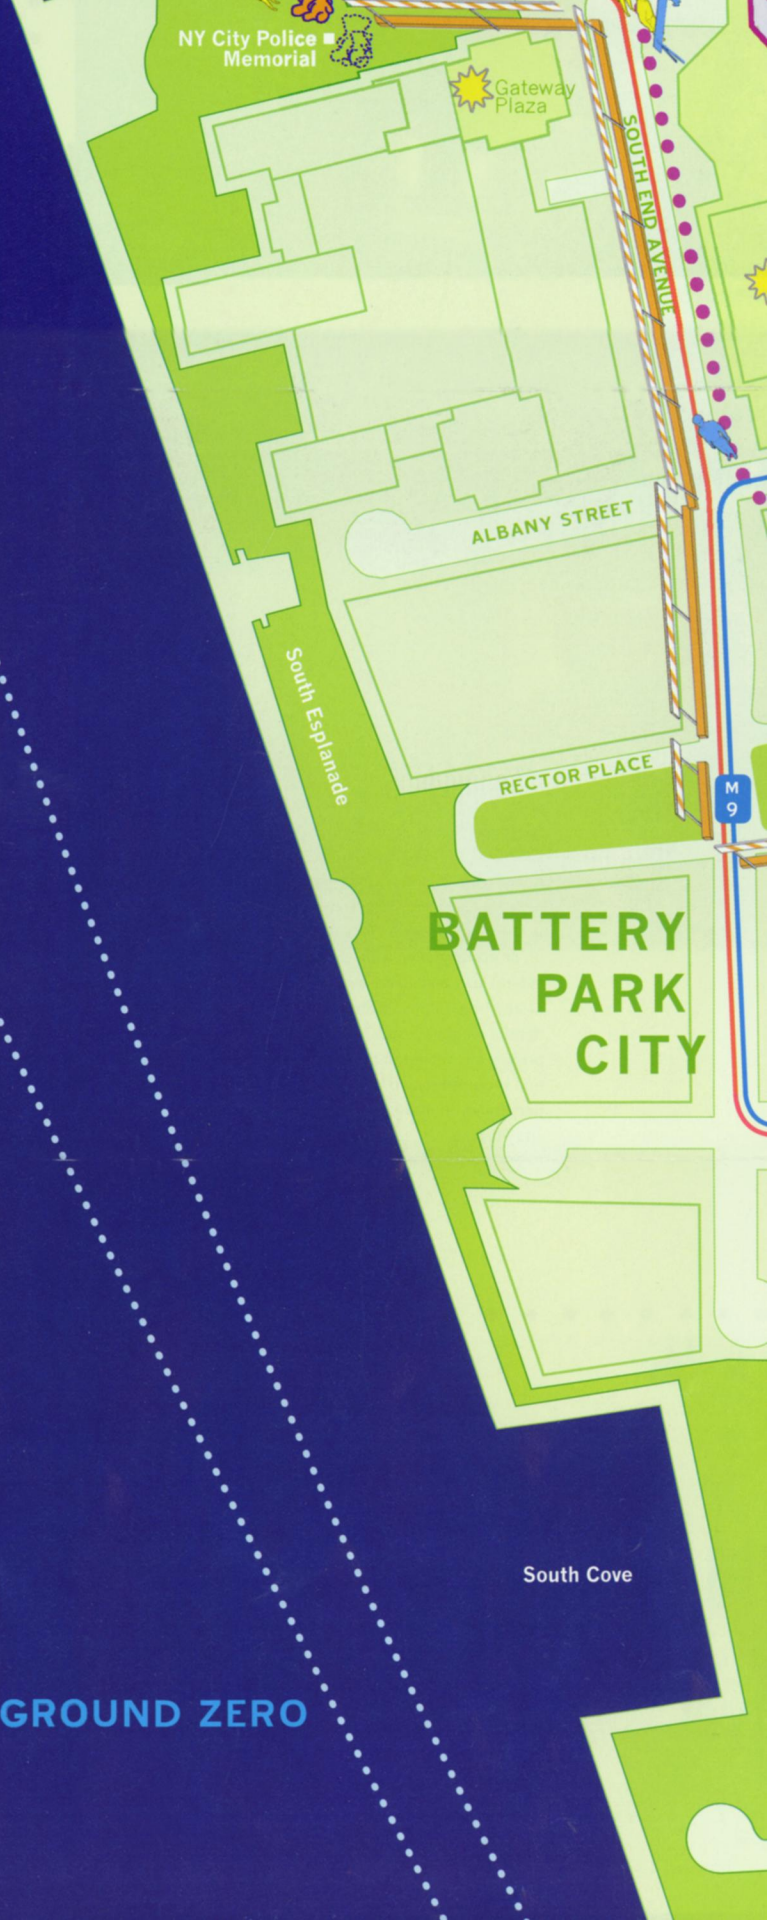 NY City Police
Memorial
Gateway
Plaza
SOUTH END AVENUE
ALBANY STREET
South Esplanade
RECTOR PLACE
M
9
BATTERY
PARK
CITY
South Cove
GROUND ZERO